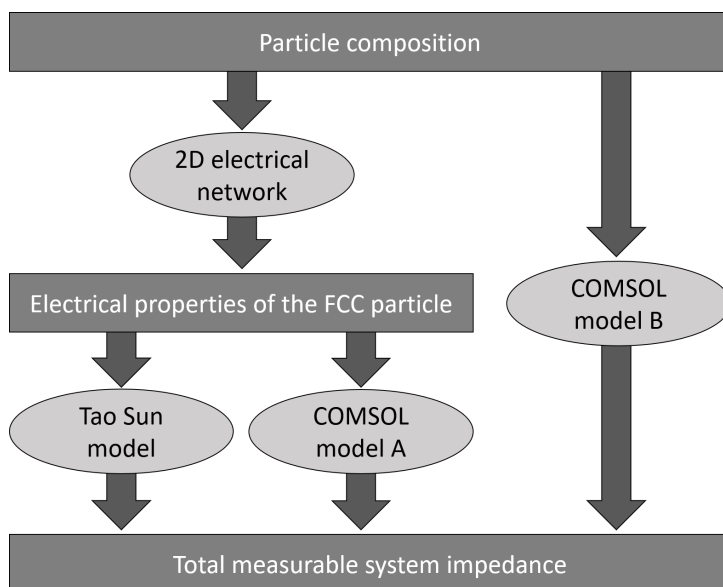 Particle composition
2D electrical
network
Electrical properties of the FCC particle
COMSOL
model B
Tao Sun
model
COMSOL
model A
Total measurable system impedance